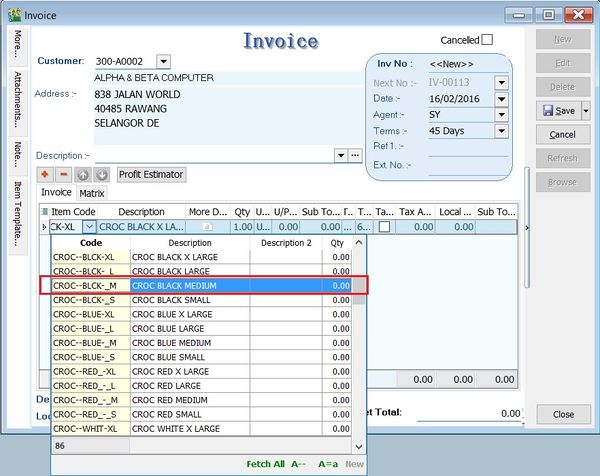 Invoice
More...
Attachments...
Note...
Item Template...
Invoice
Cancelled
Customer: 300-A0002
ALPHA & BETA COMPUTER
Address :- 838 JALAN WORLD
40485 RAWANG
SELANGOR DE
Description :-
Inv No : <<New>>
Next No : IV-00113
Date : 16/02/2016
Agent : SY
Terms : 45 Days
Ref 1. :
Ext. No. :
New
Edit
Delete
Save
Cancel
Refresh
Browse
Profit Estimator
Invoice Matrix
Item Code Description More D... Qty U... U/P... Sub To... T... Ta... Tax A... Local ... Sub To...
CK-XL CROC BLACK X LA... 1.00 U... 0.00 0.00 6... 0.00 0.00
Code Description Description 2 Qty
CROC--BLCK-XL CROC BLACK X LARGE 0.00
CROC--BLCK-_L CROC BLACK LARGE 0.00
CROC--BLCK-_M CROC BLACK MEDIUM 0.00
CROC--BLCK-_S CROC BLACK SMALL 0.00
CROC--BLUE-XL CROC BLUE X LARGE 0.00
CROC--BLUE-_L CROC BLUE LARGE 0.00
CROC--BLUE-_M CROC BLUE MEDIUM 0.00
CROC--BLUE-_S CROC BLUE SMALL 0.00
CROC--RED_-XL CROC RED X LARGE 0.00
CROC--RED_-_L CROC RED LARGE 0.00
CROC--RED_-_M CROC RED MEDIUM 0.00
CROC--RED_-_S CROC RED SMALL 0.00
CROC--WHIT-XL CROC WHITE X LARGE 0.00
86
Fetch All A-- A=a New
0.00 0.00 0.00
De
Loc
et Total: 0.00
Close